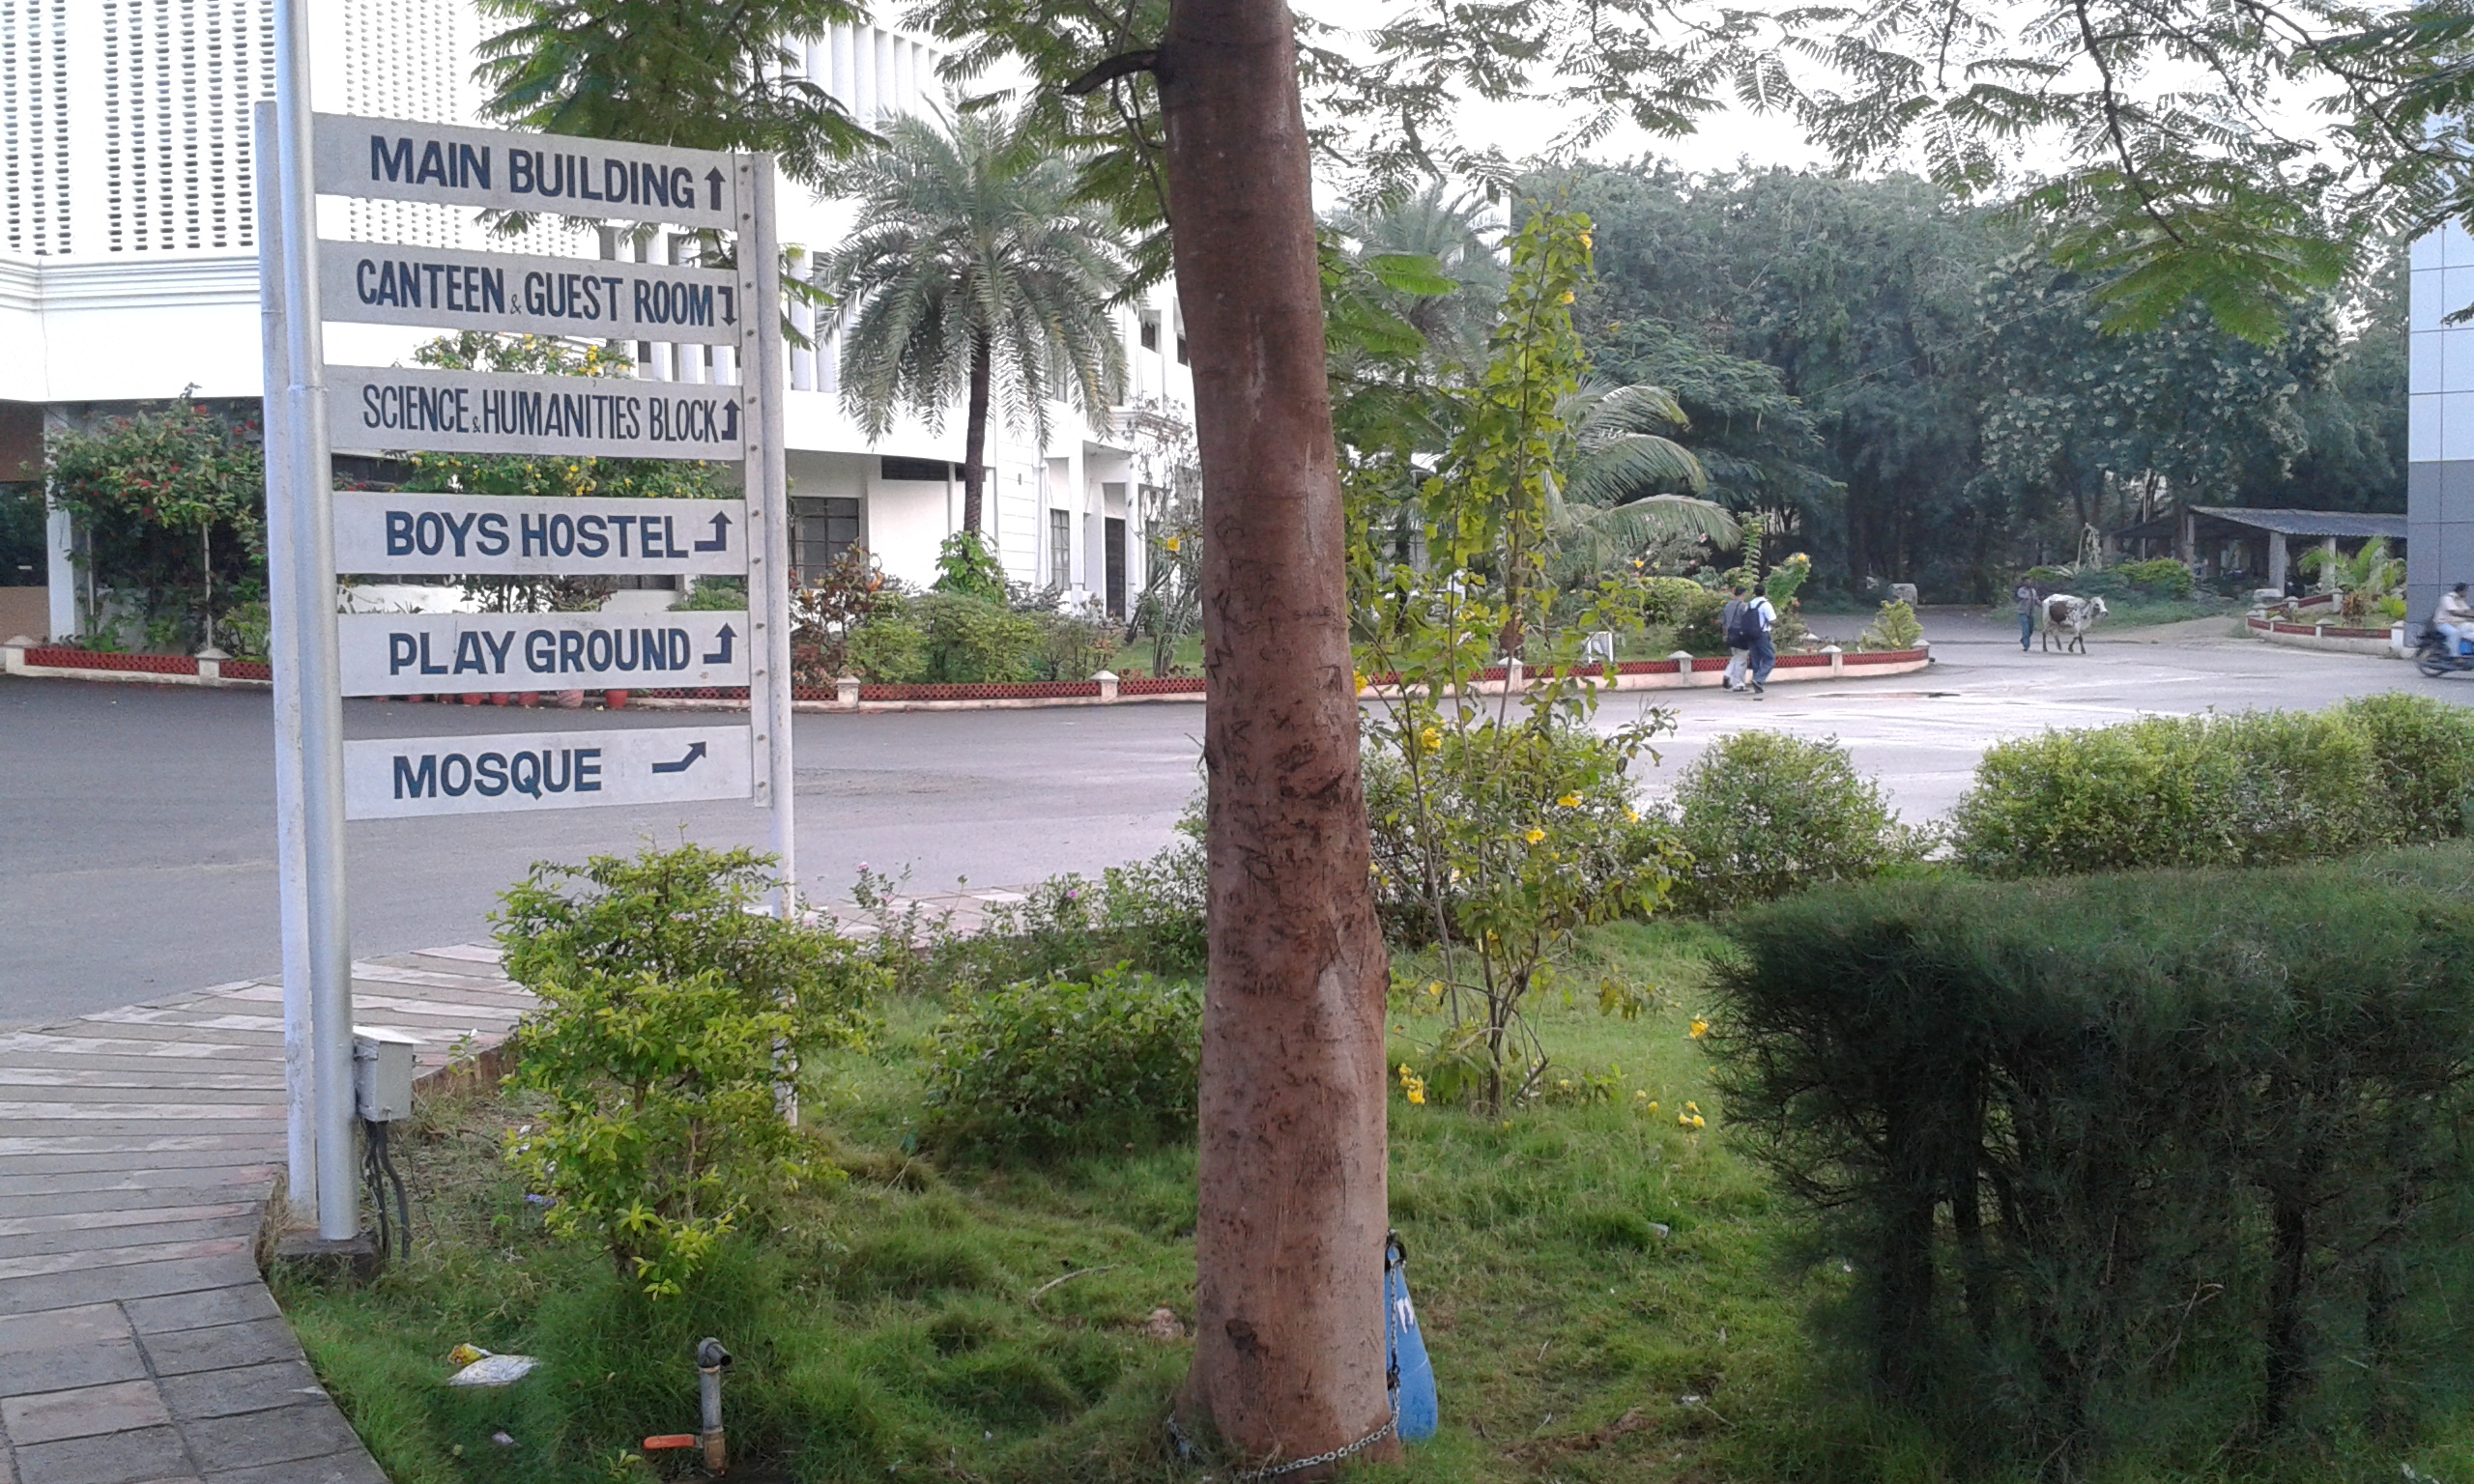 MAIN BUILDING
CANTEEN & GUEST ROOM
SCIENCE & HUMANITIES BLOCK
BOYS HOSTEL
PLAY GROUND
MOSQUE